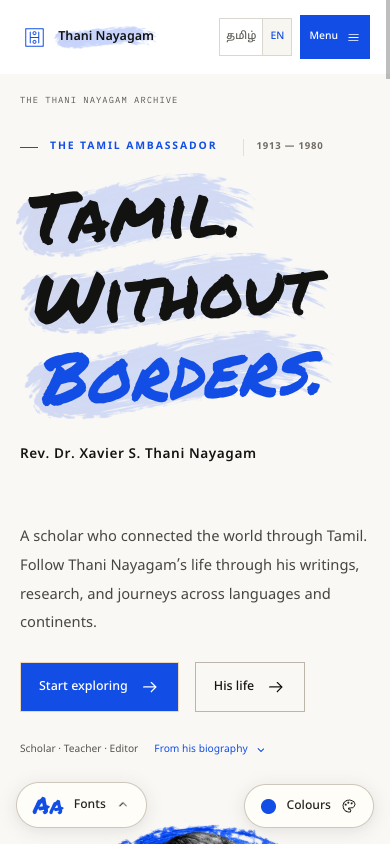 Thani Nayagam
தமிழ்
EN
Menu
THE THANI NAYAGAM ARCHIVE
THE TAMIL AMBASSADOR
1913 — 1980
TAMIL.
WITHOUT
BORDERS.
Rev. Dr. Xavier S. Thani Nayagam
A scholar who connected the world through Tamil.
Follow Thani Nayagam’s life through his writings,
research, and journeys across languages and
continents.
Start exploring →
His life →
Scholar · Teacher · Editor
From his biography
Aa Fonts
Colours